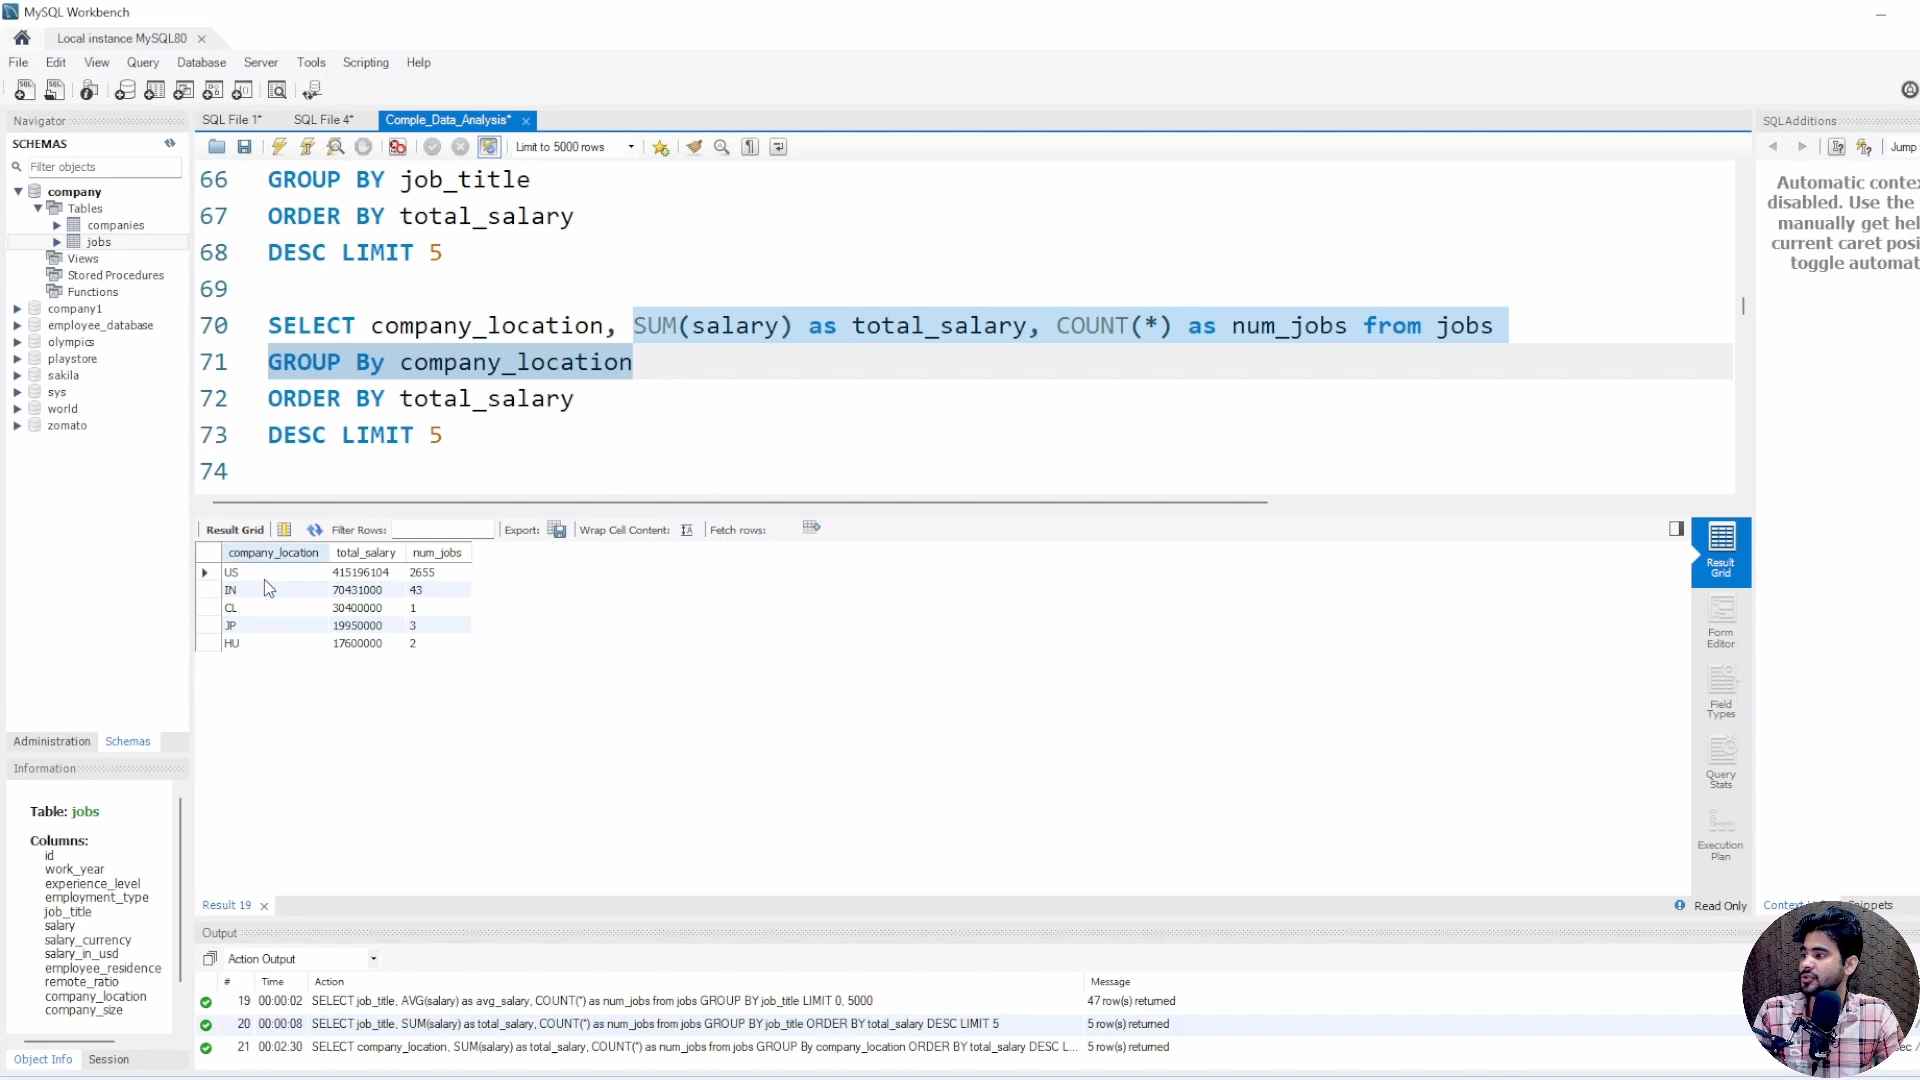 MySQL Workbench
Local instance MySQL80
File Edit View Query Database Server Tools Scripting Help
Navigator
SCHEMAS
Filter objects
company
Tables
companies
jobs
Views
Stored Procedures
Functions
company1
employee_database
olympics
playstore
sakila
sys
world
zomato
Administration Schemas
Information
Table: jobs
Columns:
id
work_year
experience_level
employment_type
job_title
salary
salary_currency
salary_in_usd
employee_residence
remote_ratio
company_location
company_size
Object Info Session
SQL File 1* SQL File 4* Comple_Data_Analysis*
Limit to 5000 rows
66 GROUP BY job_title
67 ORDER BY total_salary
68 DESC LIMIT 5
69
70 SELECT company_location, SUM(salary) as total_salary, COUNT(*) as num_jobs from jobs
71 GROUP By company_location
72 ORDER BY total_salary
73 DESC LIMIT 5
74
Result Grid Filter Rows: Export: Wrap Cell Content: Fetch rows:
company_location total_salary num_jobs
US 415196104 2655
IN 70431000 43
CL 30400000 1
JP 19950000 3
HU 17600000 2
Result Grid
Form Editor
Field Types
Query Stats
Execution Plan
Result 19
Read Only
Output
Action Output
# Time Action Message
19 00:00:02 SELECT job_title, AVG(salary) as avg_salary, COUNT(*) as num_jobs from jobs GROUP BY job_title LIMIT 0, 5000 47 row(s) returned
20 00:00:08 SELECT job_title, SUM(salary) as total_salary, COUNT(*) as num_jobs from jobs GROUP BY job_title ORDER BY total_salary DESC LIMIT 5 5 row(s) returned
21 00:02:30 SELECT company_location, SUM(salary) as total_salary, COUNT(*) as num_jobs from jobs GROUP By company_location ORDER BY total_salary DESC L... 5 row(s) returned
SQLAdditions
Jump
Automatic contex
disabled. Use the
manually get hel
current caret posi
toggle automat